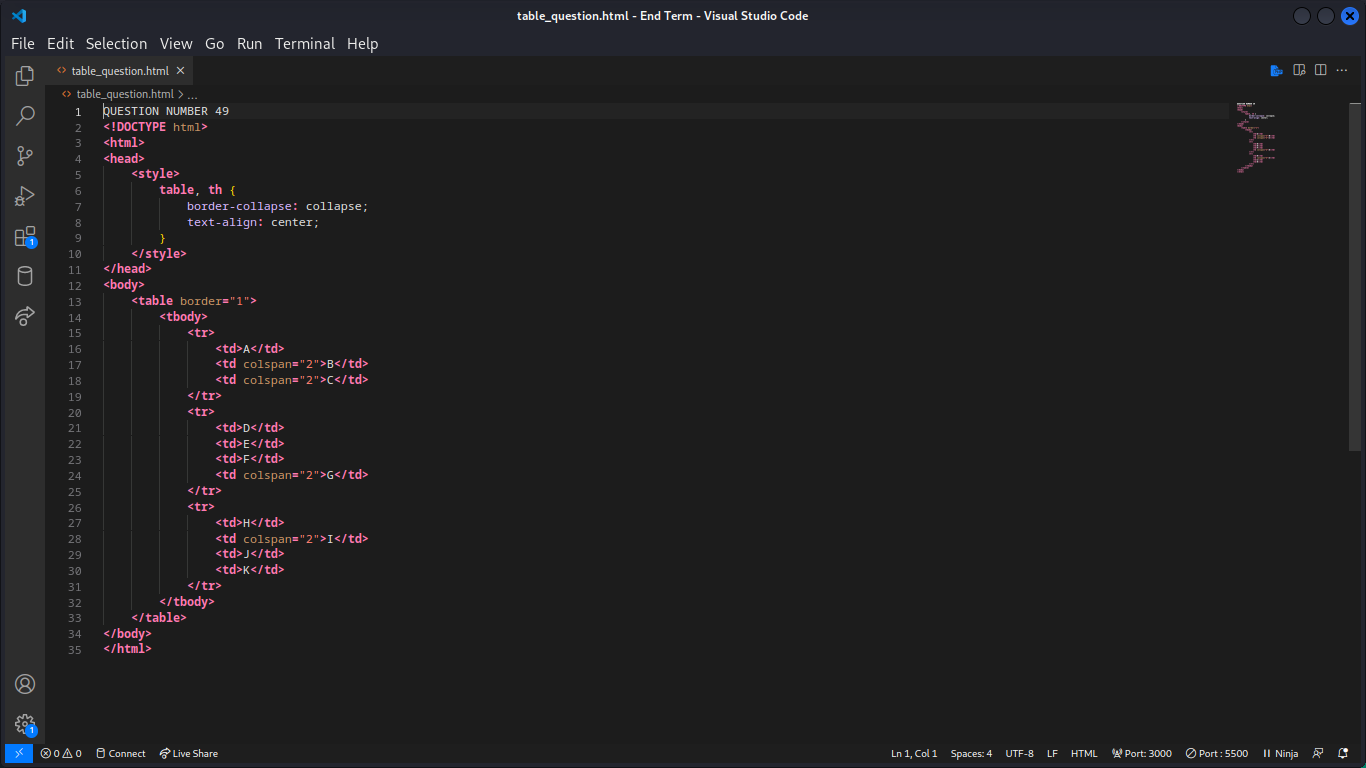 table_question.html - End Term - Visual Studio Code
File Edit Selection View Go Run Terminal Help
table_question.html
table_question.html > ...
1 QUESTION NUMBER 49
2 <!DOCTYPE html>
3 <html>
4 <head>
5     <style>
6         table, th {
7             border-collapse: collapse;
8             text-align: center;
9         }
10     </style>
11 </head>
12 <body>
13     <table border="1">
14         <tbody>
15             <tr>
16                 <td>A</td>
17                 <td colspan="2">B</td>
18                 <td colspan="2">C</td>
19             </tr>
20             <tr>
21                 <td>D</td>
22                 <td>E</td>
23                 <td>F</td>
24                 <td colspan="2">G</td>
25             </tr>
26             <tr>
27                 <td>H</td>
28                 <td colspan="2">I</td>
29                 <td>J</td>
30                 <td>K</td>
31             </tr>
32         </tbody>
33     </table>
34 </body>
35 </html>
1
1
0 0 Connect Live Share Ln 1, Col 1 Spaces: 4 UTF-8 LF HTML Port: 3000 Port : 5500 Ninja